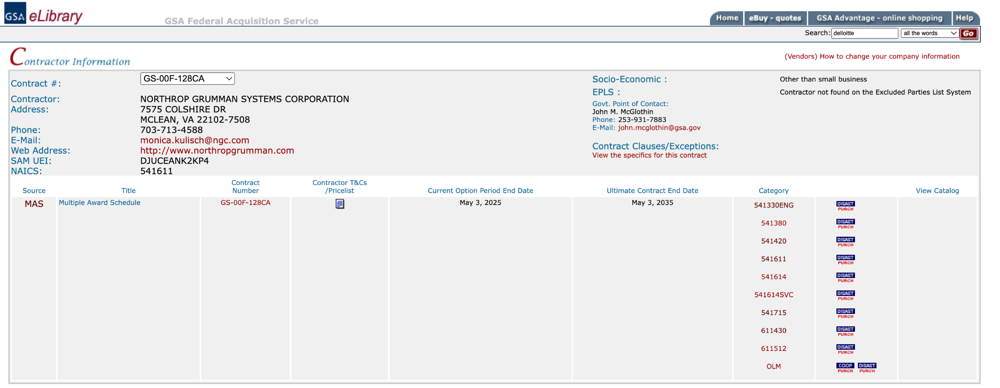 GSA eLibrary
GSA Federal Acquisition Service
Home
eBuy - quotes
GSA Advantage - online shopping
Help
Search: delloitte all the words Go
Contractor Information
(Vendors) How to change your company information
Contract #: GS-00F-128CA
Contractor: NORTHROP GRUMMAN SYSTEMS CORPORATION
Address: 7575 COLSHIRE DR
MCLEAN, VA 22102-7508
Phone: 703-713-4588
E-Mail: monica.kulisch@ngc.com
Web Address: http://www.northropgrumman.com
SAM UEI: DJUCEANK2KP4
NAICS: 541611
Socio-Economic : Other than small business
EPLS : Contractor not found on the Excluded Parties List System
Govt. Point of Contact:
John M. McGlothin
Phone: 253-931-7883
E-Mail: john.mcglothin@gsa.gov
Contract Clauses/Exceptions:
View the specifics for this contract
Source
Title
Contract
Number
Contractor T&Cs
/Pricelist
Current Option Period End Date
Ultimate Contract End Date
Category
View Catalog
MAS
Multiple Award Schedule
GS-00F-128CA
May 3, 2025
May 3, 2035
541330ENG
DISAST
PURCH
541380
DISAST
PURCH
541420
DISAST
PURCH
541611
DISAST
PURCH
541614
DISAST
PURCH
541614SVC
DISAST
PURCH
541715
DISAST
PURCH
611430
DISAST
PURCH
611512
DISAST
PURCH
OLM
COOP
PURCH
DISAST
PURCH